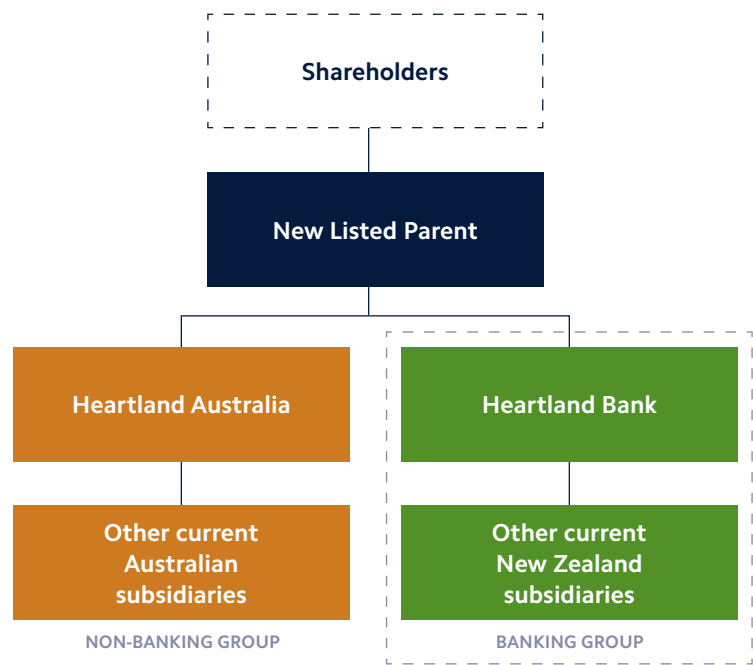 Shareholders
New Listed Parent
Heartland Australia
Heartland Bank
Other current
Australian
subsidiaries
Other current
New Zealand
subsidiaries
NON-BANKING GROUP
BANKING GROUP